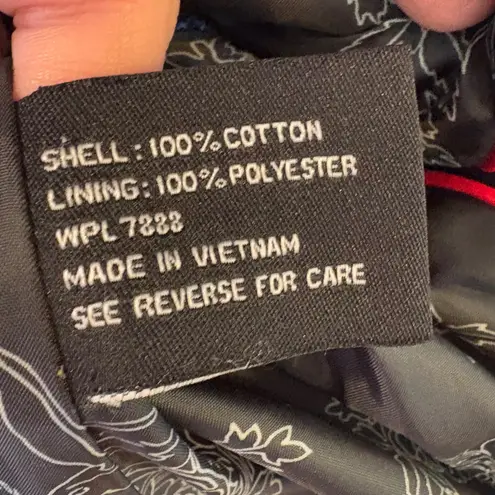 SHELL: 100% COTTON
LINING: 100% POLYESTER
WPL 7888
MADE IN VIETNAM
SEE REVERSE FOR CARE